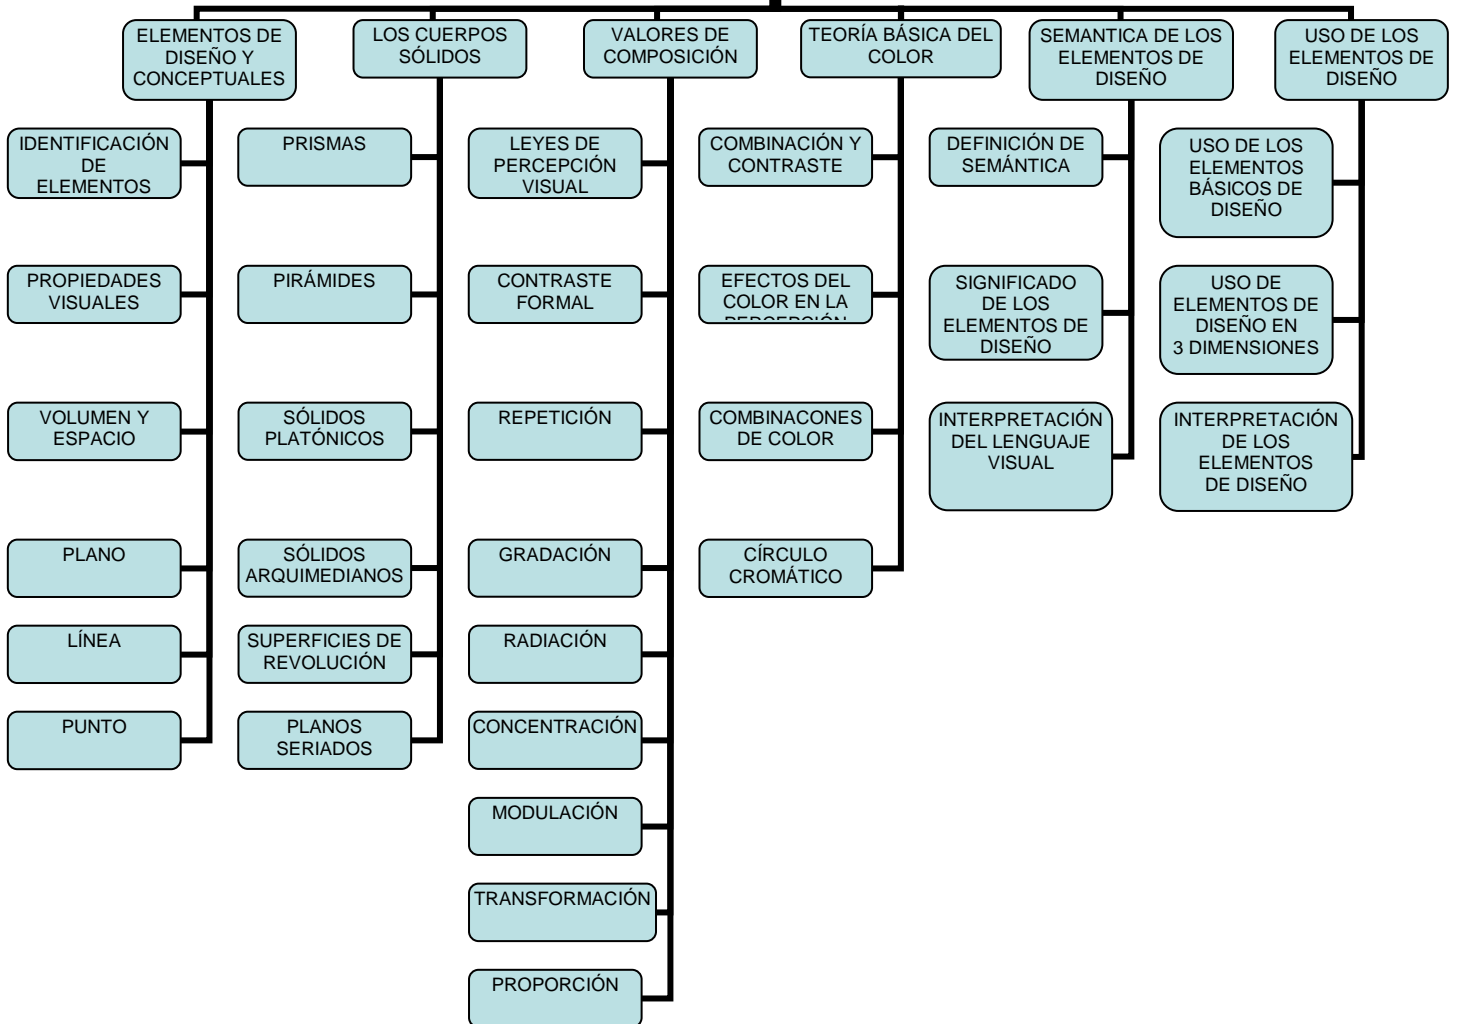 ELEMENTOS DE
DISEÑO Y
CONCEPTUALES
LOS CUERPOS
SÓLIDOS
VALORES DE
COMPOSICIÓN
TEORÍA BÁSICA DEL
COLOR
SEMANTICA DE LOS
ELEMENTOS DE
DISEÑO
USO DE LOS
ELEMENTOS DE
DISEÑO
IDENTIFICACIÓN
DE
ELEMENTOS
PROPIEDADES
VISUALES
VOLUMEN Y
ESPACIO
PLANO
LÍNEA
PUNTO
PRISMAS
PIRÁMIDES
SÓLIDOS
PLATÓNICOS
SÓLIDOS
ARQUIMEDIANOS
SUPERFICIES DE
REVOLUCIÓN
PLANOS
SERIADOS
LEYES DE
PERCEPCIÓN
VISUAL
CONTRASTE
FORMAL
REPETICIÓN
GRADACIÓN
RADIACIÓN
CONCENTRACIÓN
MODULACIÓN
TRANSFORMACIÓN
PROPORCIÓN
COMBINACIÓN Y
CONTRASTE
EFECTOS DEL
COLOR EN LA
PERCEPCIÓN
COMBINACONES
DE COLOR
CÍRCULO
CROMÁTICO
DEFINICIÓN DE
SEMÁNTICA
SIGNIFICADO
DE LOS
ELEMENTOS DE
DISEÑO
INTERPRETACIÓN
DEL LENGUAJE
VISUAL
USO DE LOS
ELEMENTOS
BÁSICOS DE
DISEÑO
USO DE
ELEMENTOS DE
DISEÑO EN
3 DIMENSIONES
INTERPRETACIÓN
DE LOS
ELEMENTOS
DE DISEÑO